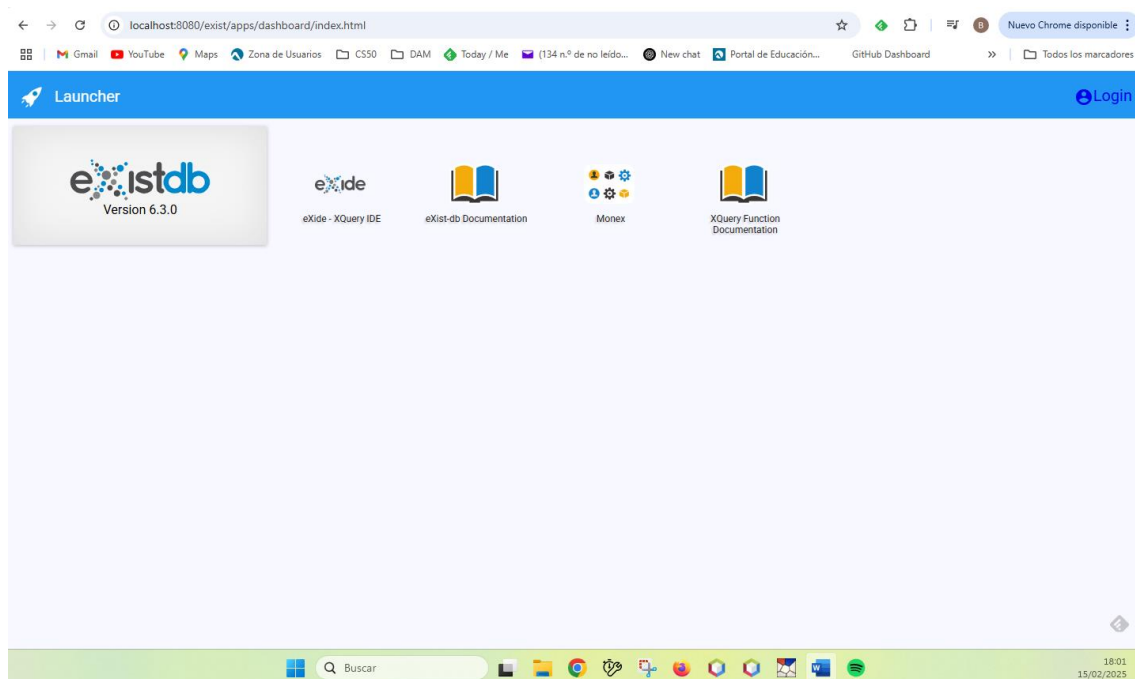 localhost:8080/exist/apps/dashboard/index.html
Nuevo Chrome disponible
B
Gmail YouTube Maps Zona de Usuarios CS50 DAM Today / Me (134 n.º de no leído... New chat Portal de Educación... GitHub Dashboard » Todos los marcadores
Launcher
Login
eXistdb
Version 6.3.0
eXide
eXide - XQuery IDE
eXist-db Documentation
Monex
XQuery Function
Documentation
Buscar
18:01
15/02/2025